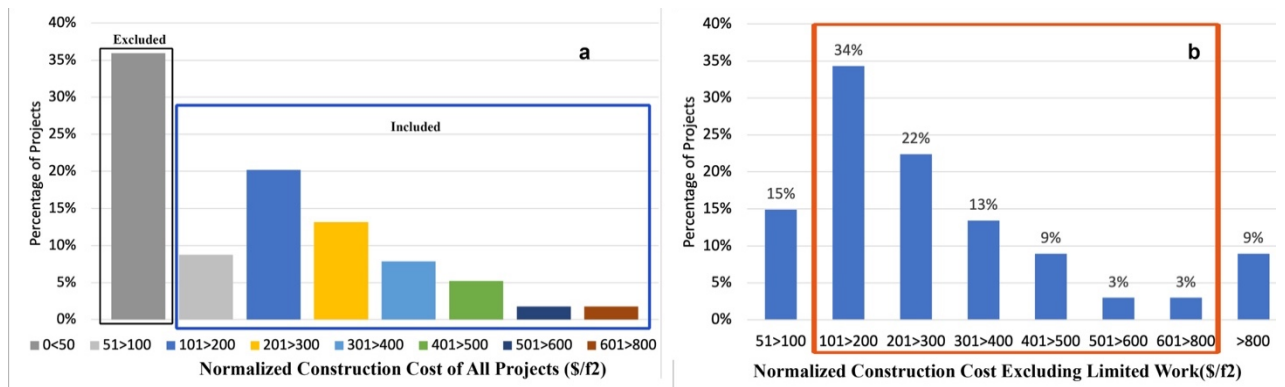 40%
35%
30%
25%
20%
15%
10%
5%
0%
Percentage of Projects
Excluded
a
Included
0<50 51>100 101>200 201>300 301>400 401>500 501>600 601>800
Normalized Construction Cost of All Projects ($/f2)
40%
35%
30%
25%
20%
15%
10%
5%
0%
Percentage of Projects
b
15%
34%
22%
13%
9%
3%
3%
9%
51>100 101>200 201>300 301>400 401>500 501>600 601>800 >800
Normalized Construction Cost Excluding Limited Work($/f2)